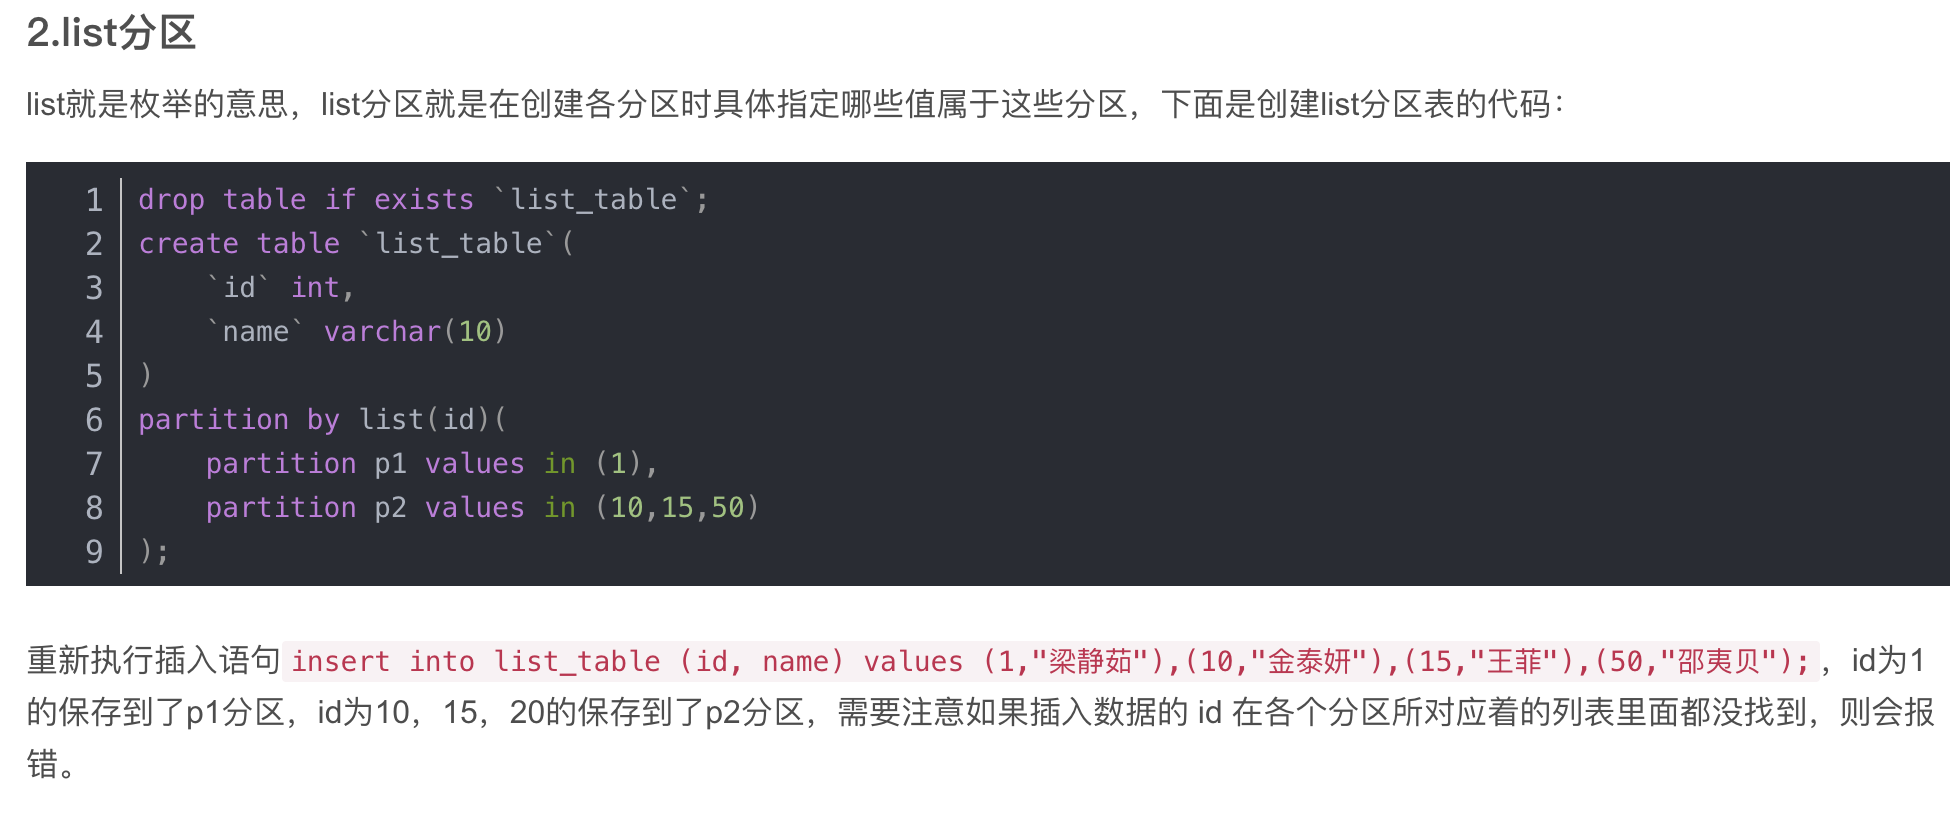 2.list分区
list就是枚举的意思，list分区就是在创建各分区时具体指定哪些值属于这些分区，下面是创建list分区表的代码：
1 drop table if exists `list_table`;
2 create table `list_table`(
3     `id` int,
4     `name` varchar(10)
5 )
6 partition by list(id)(
7     partition p1 values in (1),
8     partition p2 values in (10,15,50)
9 );
重新执行插入语句 insert into list_table (id, name) values (1,"梁静茹"),(10,"金泰妍"),(15,"王菲"),(50,"邵夷贝"); ，id为1
的保存到了p1分区，id为10，15，20的保存到了p2分区，需要注意如果插入数据的 id 在各个分区所对应着的列表里面都没找到，则会报
错。